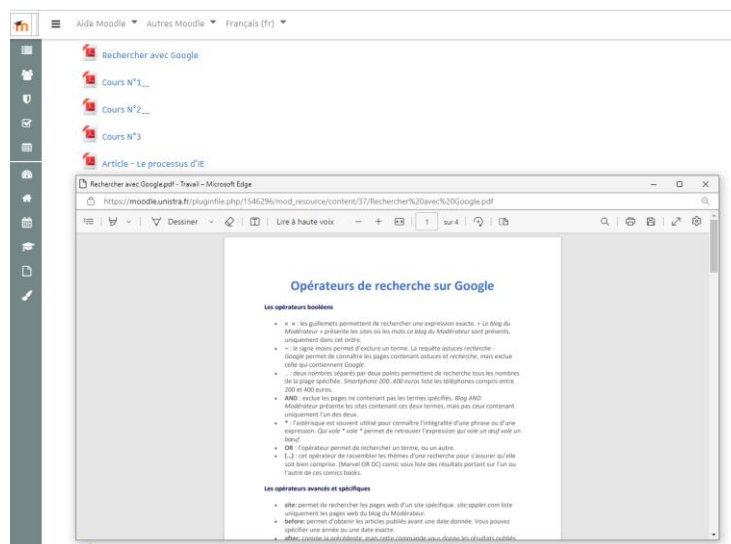 Aide Moodle Autres Moodle Français (fr)
Rechercher avec Google
Cours N°1__
Cours N°2__
Cours N°3
Article - Le processus d'IE
Rechercher avec Google.pdf - Travail – Microsoft Edge
https://moodle.unistra.fr/pluginfile.php/1546296/mod_resource/content/37/Rechercher%20avec%20Google.pdf
Dessiner Lire à haute voix 1 sur 4
Opérateurs de recherche sur Google
Les opérateurs booléens
« » : les guillemets permettent de rechercher une expression exacte. « Le blog du
Modérateur » présente les sites où les mots Le blog du Modérateur sont présents,
uniquement dans cet ordre.
– : le signe moins permet d'exclure un terme. La requête astuces recherche -
Google permet de connaître les pages contenant astuces et recherche, mais exclue
celle qui contiennent Google.
.. : deux nombres séparés par deux points permettent de recherche tous les nombres
de la plage spécifiée. Smartphone 200..400 euros liste les téléphones compris entre
200 et 400 euros.
AND : exclue les pages ne contenant pas les termes spécifiés. Blog AND
Modérateur présente les sites contenant ces deux termes, mais pas ceux contenant
uniquement l'un des deux.
* : l'astérisque est souvent utilisé pour connaître l'intégralité d'une phrase ou d'une
expression. Qui vole * vole * permet de retrouver l'expression qui vole un œuf vole un
bœuf.
OR : l'opérateur permet de rechercher un terme, ou un autre.
(...) : cet opérateur de rassembler les thèmes d'une recherche pour s'assurer qu'elle
soit bien comprise. (Marvel OR DC) comic vous liste des résultats portant sur l'un ou
l'autre de ces comics books.
Les opérateurs avancés et spécifiques
site: permet de rechercher les pages web d'un site spécifique. site:appler.com liste
uniquement les pages web du blog du Modérateur.
before: permet d'obtenir les articles publiés avant une date donnée. Vous pouvez
spécifier une année ou une date exacte.
after: comme la précédente, mais cette commande vous donne les résultats publiés